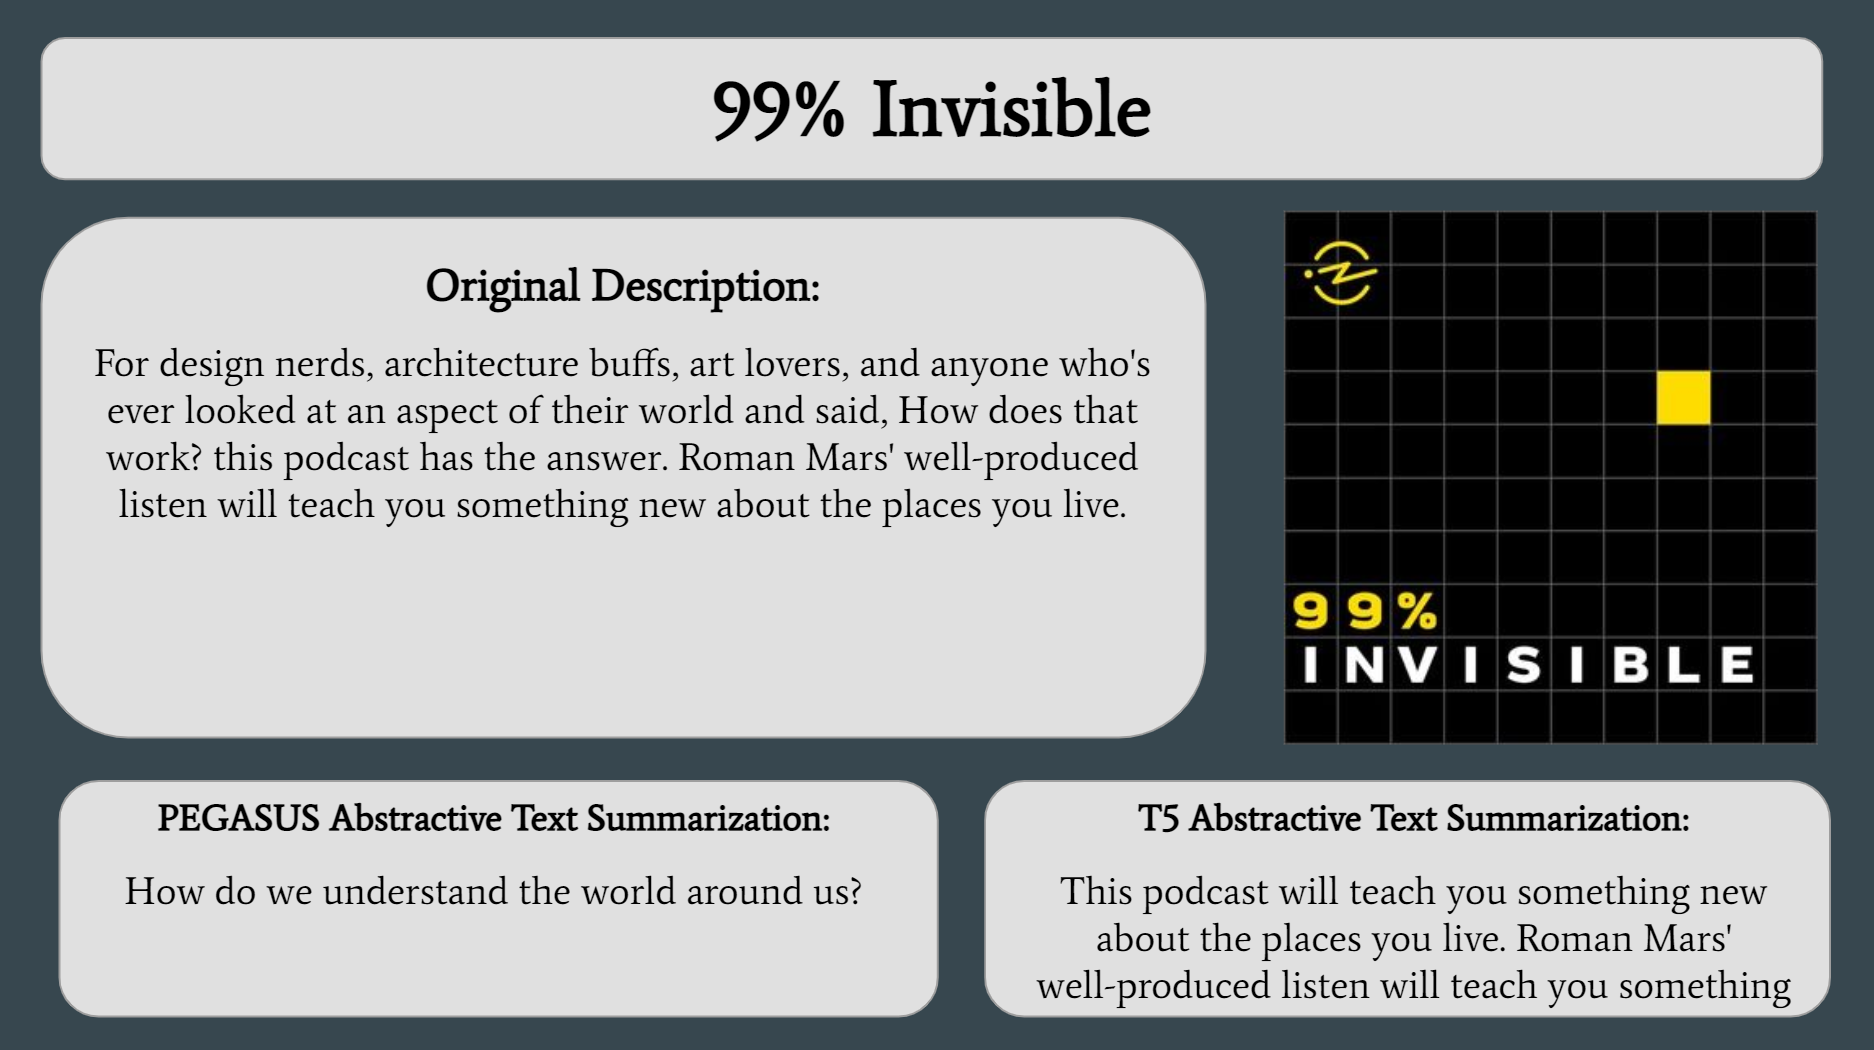 99% Invisible
Original Description:
For design nerds, architecture buffs, art lovers, and anyone who's
ever looked at an aspect of their world and said, How does that
work? this podcast has the answer. Roman Mars' well-produced
listen will teach you something new about the places you live.
99%
INVISIBLE
PEGASUS Abstractive Text Summarization:
How do we understand the world around us?
T5 Abstractive Text Summarization:
This podcast will teach you something new
about the places you live. Roman Mars'
well-produced listen will teach you something